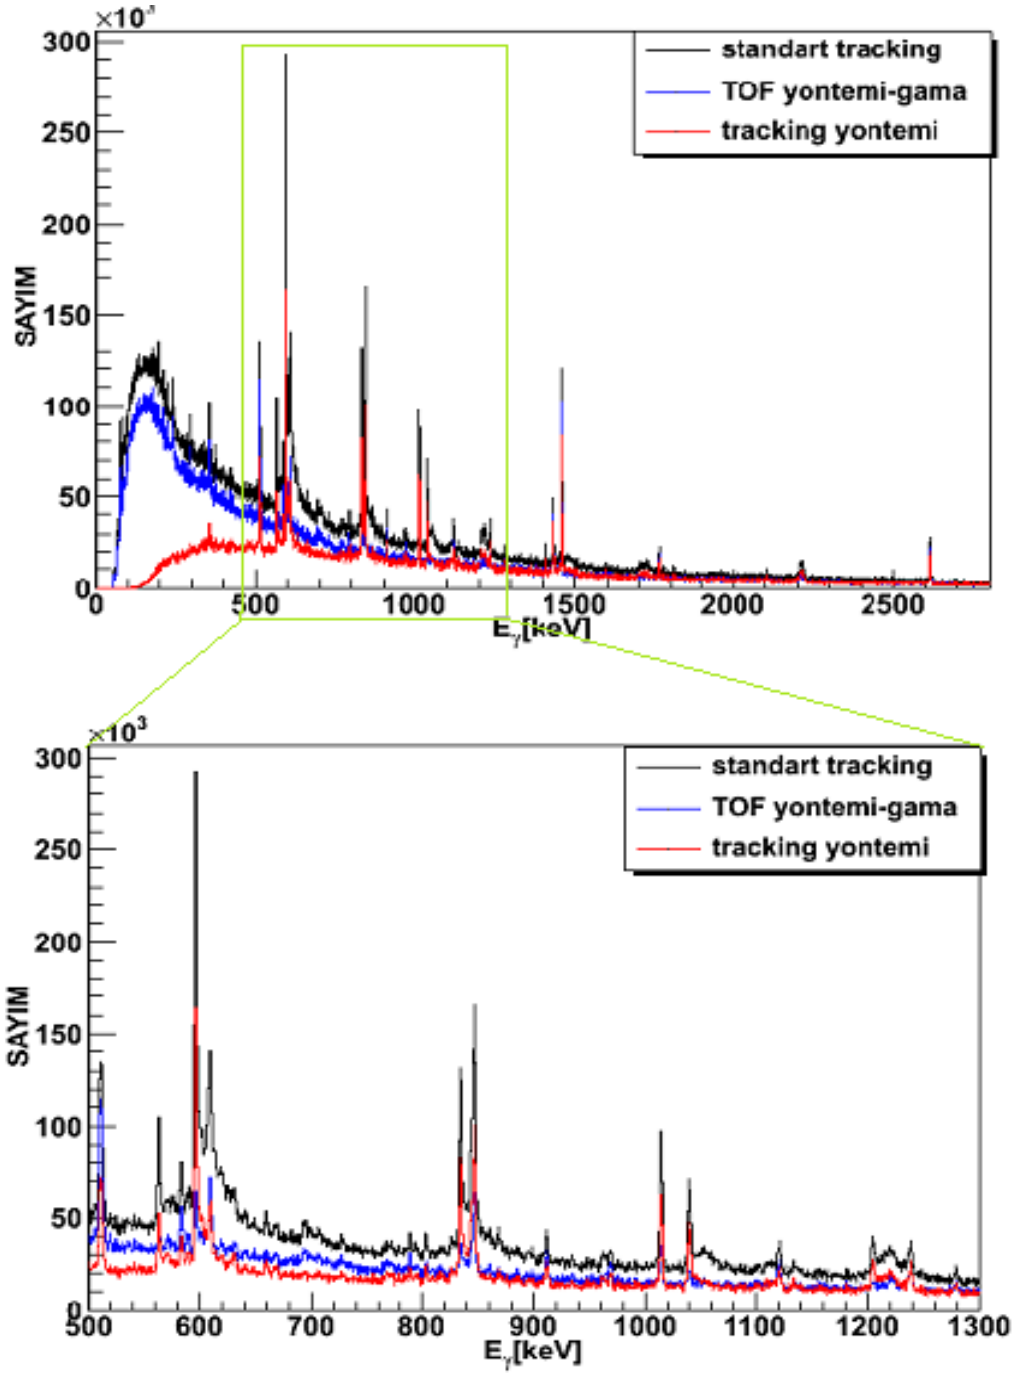 ×10³
300
250
200
150
100
50
0
SAYIM
standart tracking
TOF yontemi-gama
tracking yontemi
0 500 1000 1500 2000 2500
Eγ[keV]
×10³
300
250
200
150
100
50
0
SAYIM
standart tracking
TOF yontemi-gama
tracking yontemi
500 600 700 800 900 1000 1100 1200 1300
Eγ[keV]